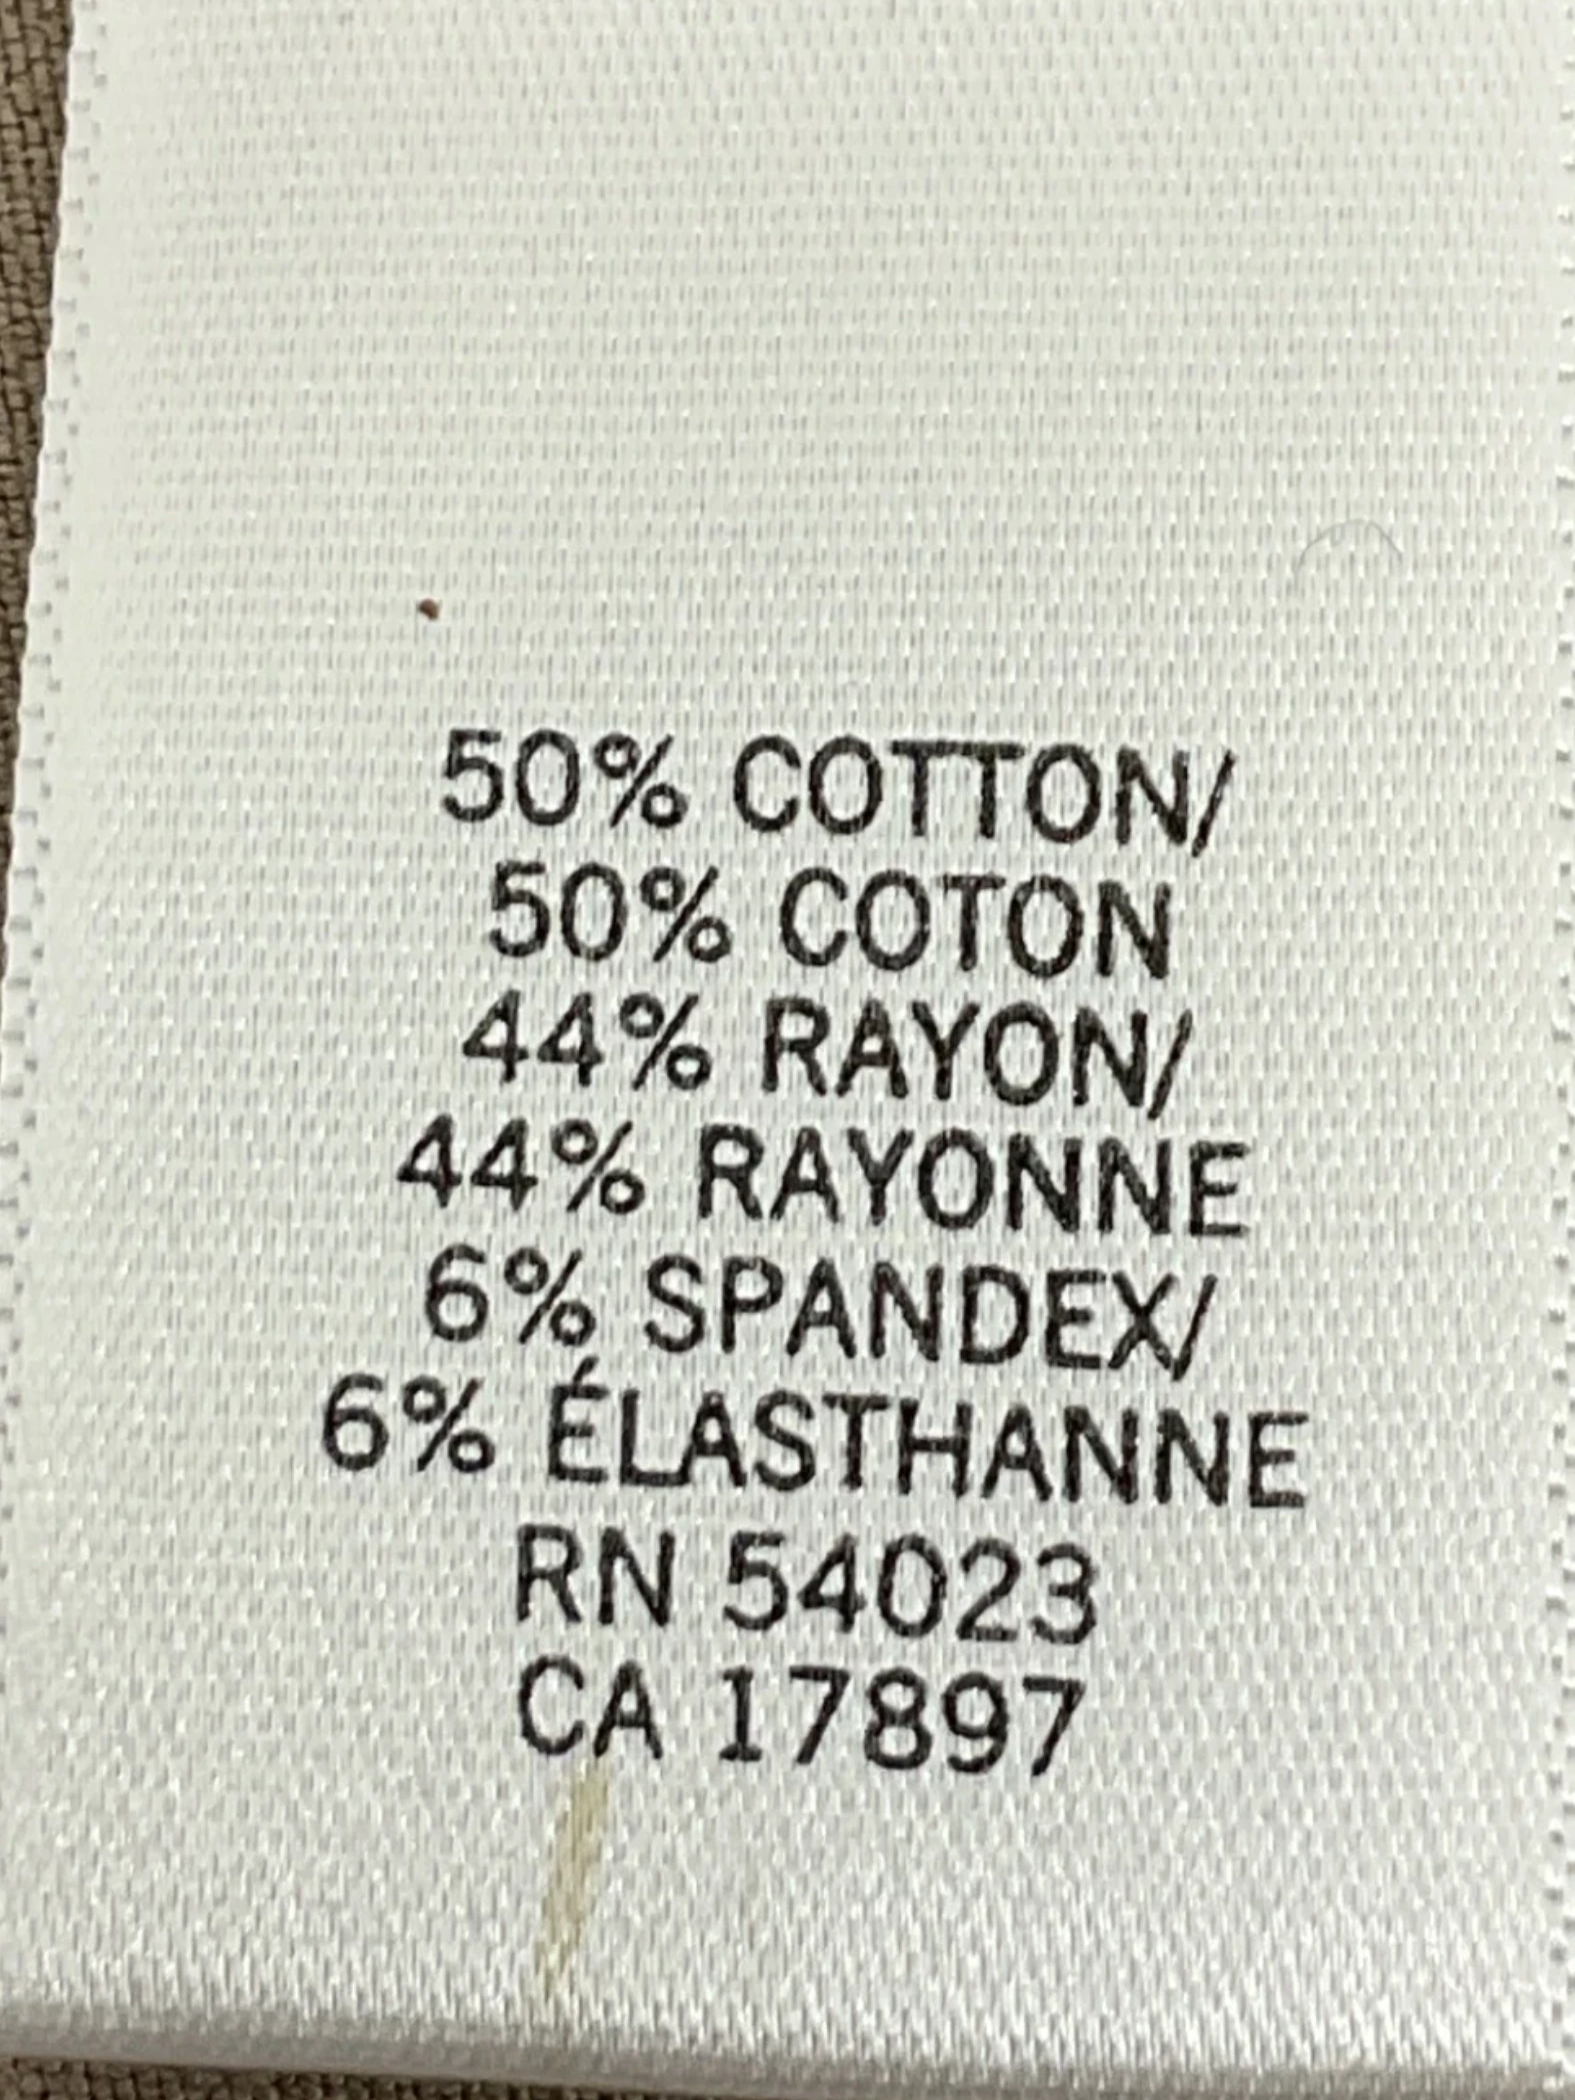 50% COTTON/
50% COTON
44% RAYON/
44% RAYONNE
6% SPANDEX/
6% ÉLASTHANNE
RN 54023
CA 17897